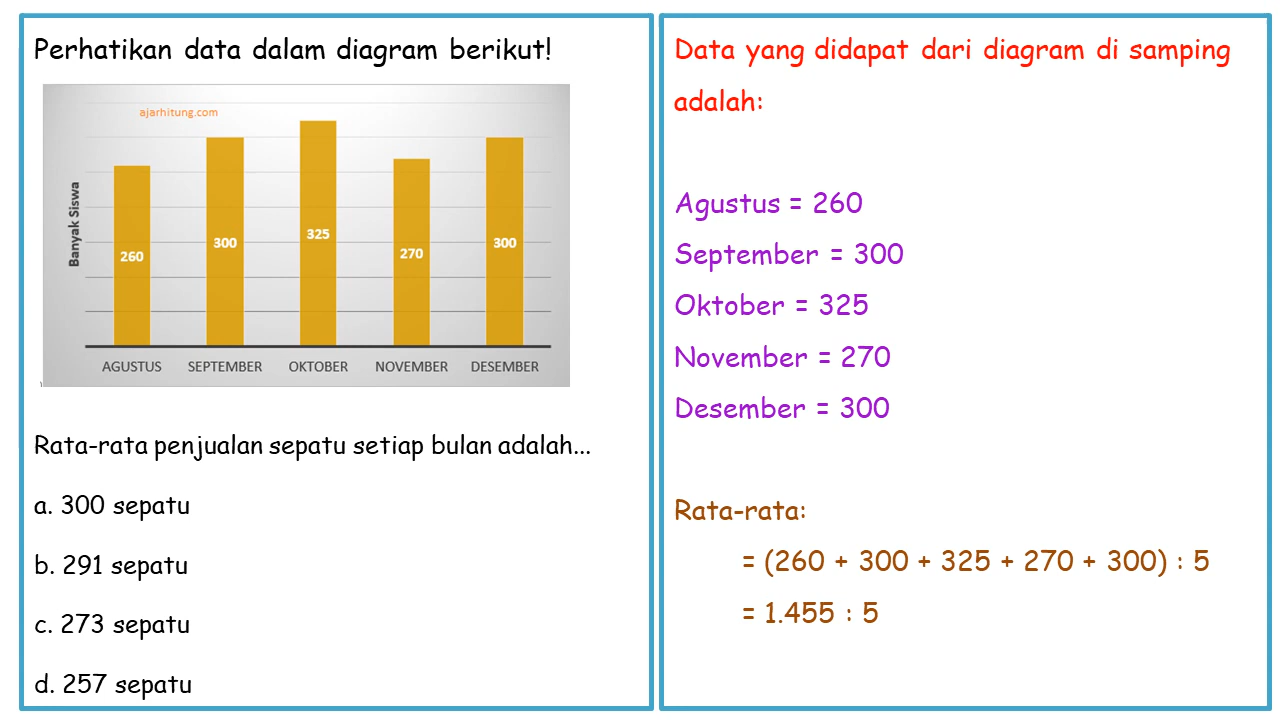 Perhatikan data dalam diagram berikut!
ajarhitung.com
Banyak Siswa
260
300
325
270
300
AGUSTUS
SEPTEMBER
OKTOBER
NOVEMBER
DESEMBER
Rata-rata penjualan sepatu setiap bulan adalah...
a. 300 sepatu
b. 291 sepatu
c. 273 sepatu
d. 257 sepatu
Data yang didapat dari diagram di samping
adalah:
Agustus = 260
September = 300
Oktober = 325
November = 270
Desember = 300
Rata-rata:
= (260 + 300 + 325 + 270 + 300) : 5
= 1.455 : 5